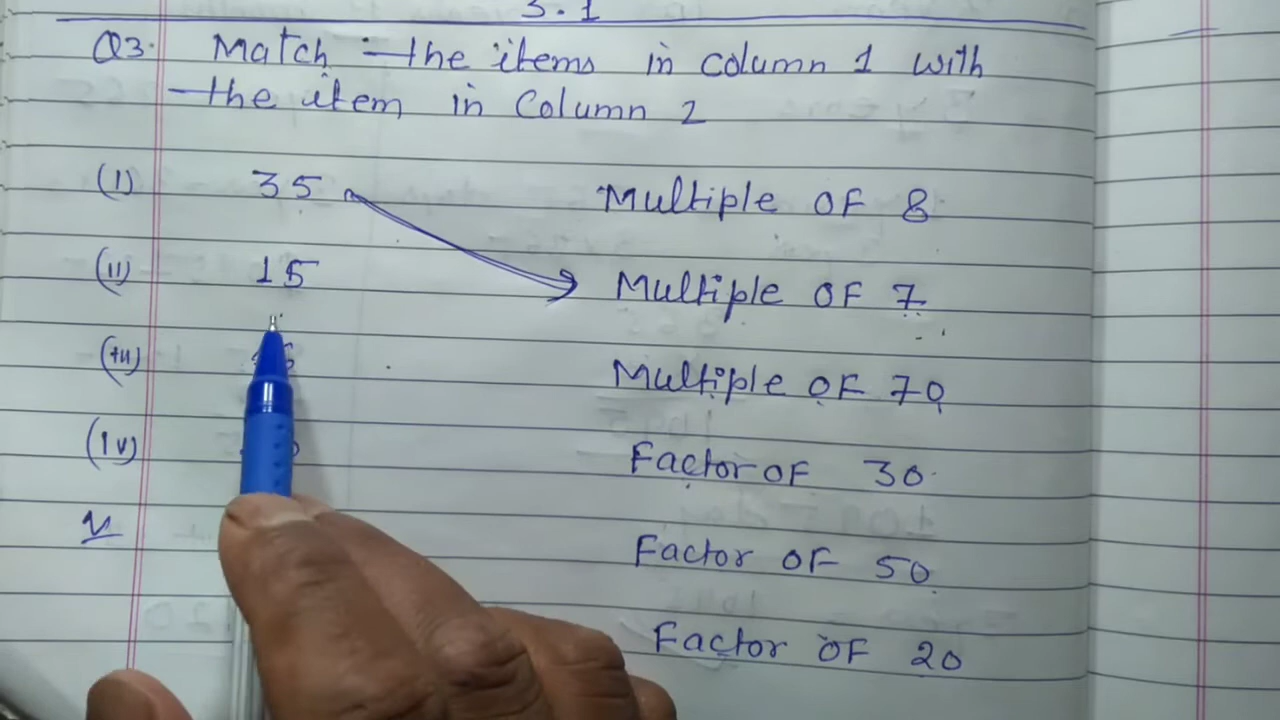 3.1
Q3. Match the items in column 1 with
the item in Column 2
(I) 35 Multiple OF 8
(II) 15 Multiple OF 7
(III) Multiple OF 70
(IV) Factor OF 30
V Factor OF 50
Factor OF 20